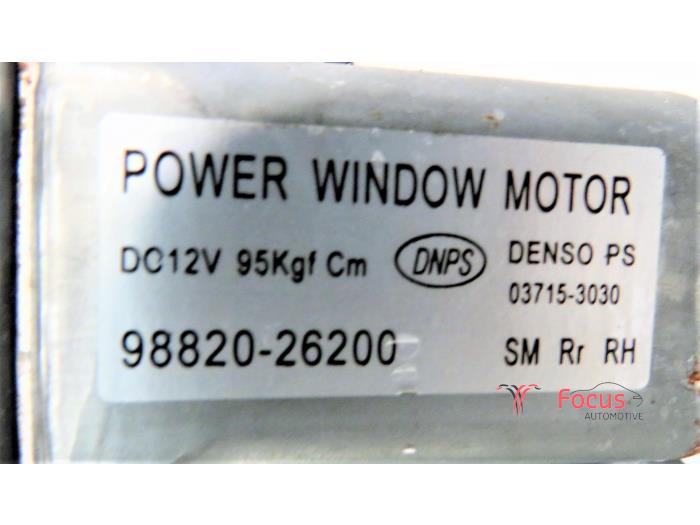 POWER WINDOW MOTOR
DC12V 95Kgf Cm DNPS DENSO PS
03715-3030
98820-26200 SM Rr RH
Focus
AUTOMOTIVE